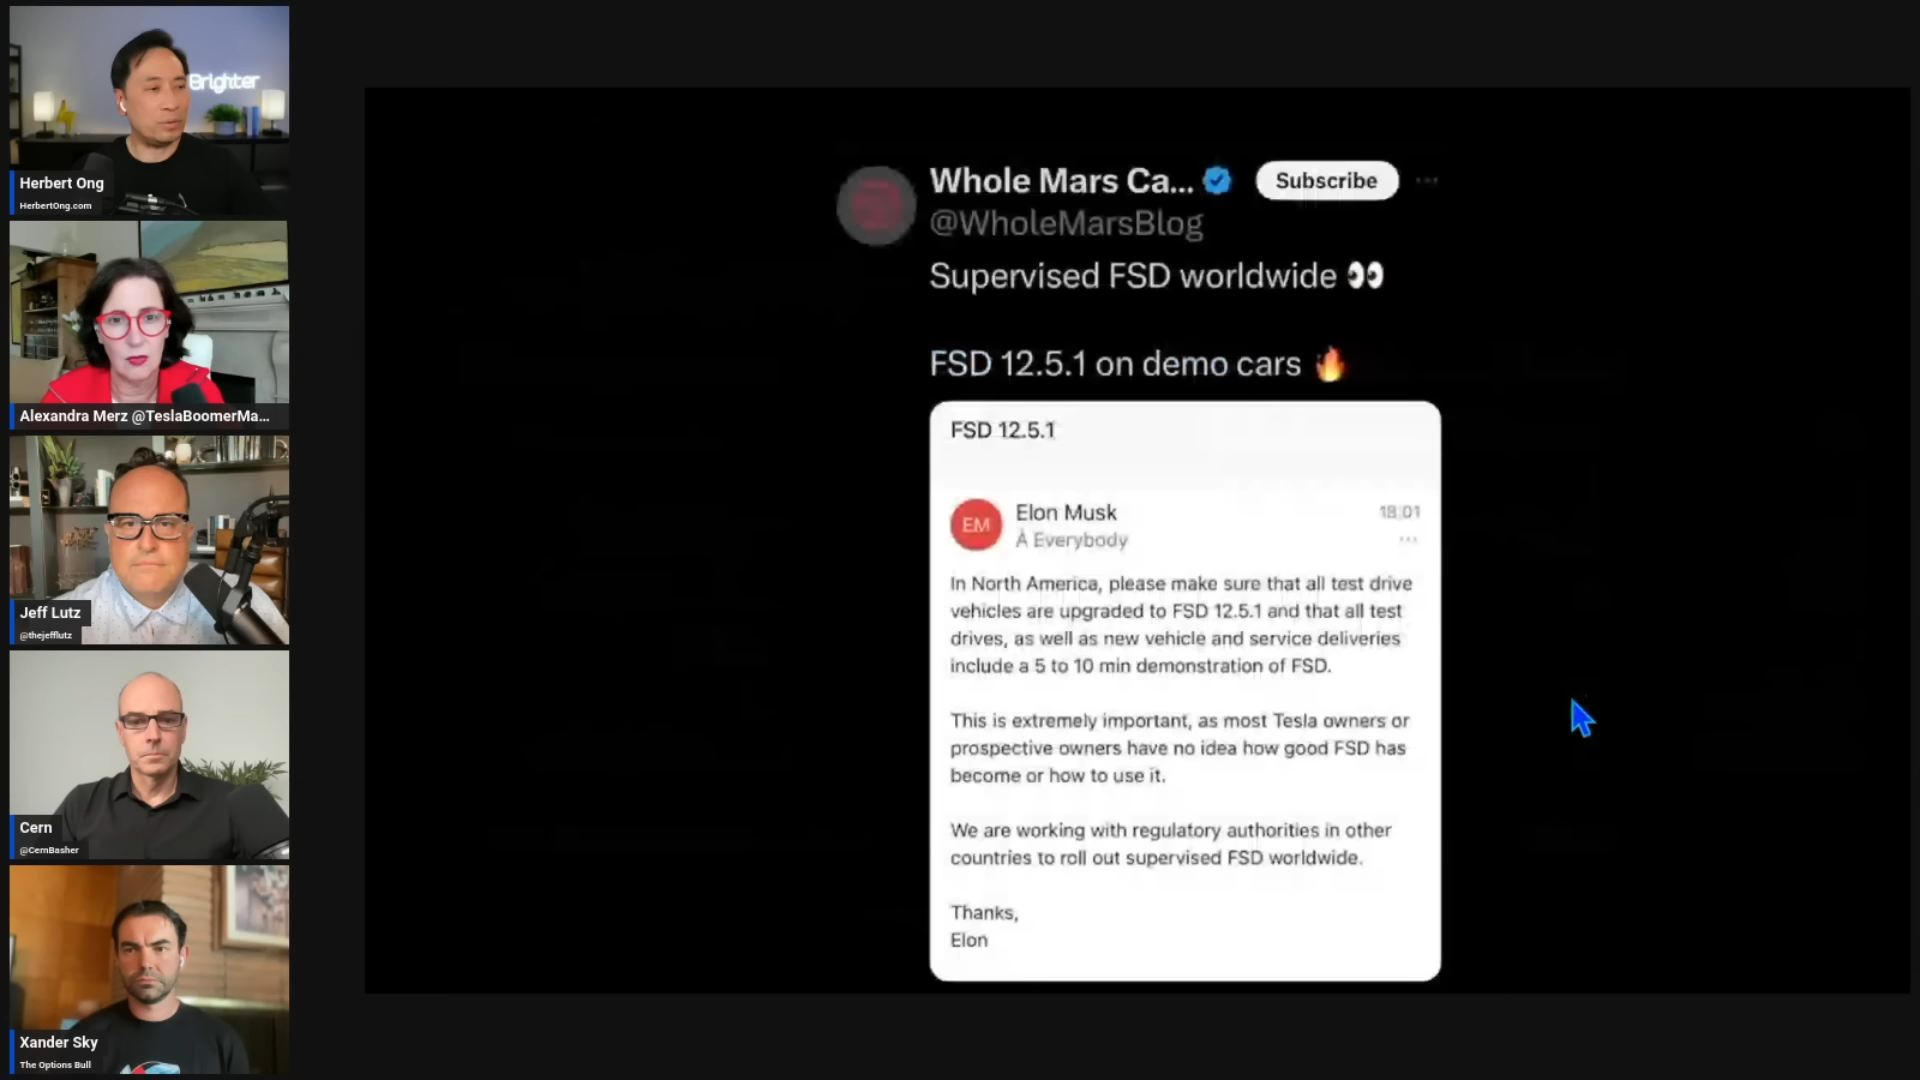 Brighter
Herbert Ong
HerbertOng.com
Alexandra Merz @TeslaBoomerMa...
Jeff Lutz
@thejefflutz
Cern
@CernBasher
Xander Sky
The Options Bull
Whole Mars Ca...
Subscribe
@WholeMarsBlog
Supervised FSD worldwide 👀
FSD 12.5.1 on demo cars 🔥
FSD 12.5.1
EM
Elon Musk
18:01
À Everybody
In North America, please make sure that all test drive
vehicles are upgraded to FSD 12.5.1 and that all test
drives, as well as new vehicle and service deliveries
include a 5 to 10 min demonstration of FSD.
This is extremely important, as most Tesla owners or
prospective owners have no idea how good FSD has
become or how to use it.
We are working with regulatory authorities in other
countries to roll out supervised FSD worldwide.
Thanks,
Elon